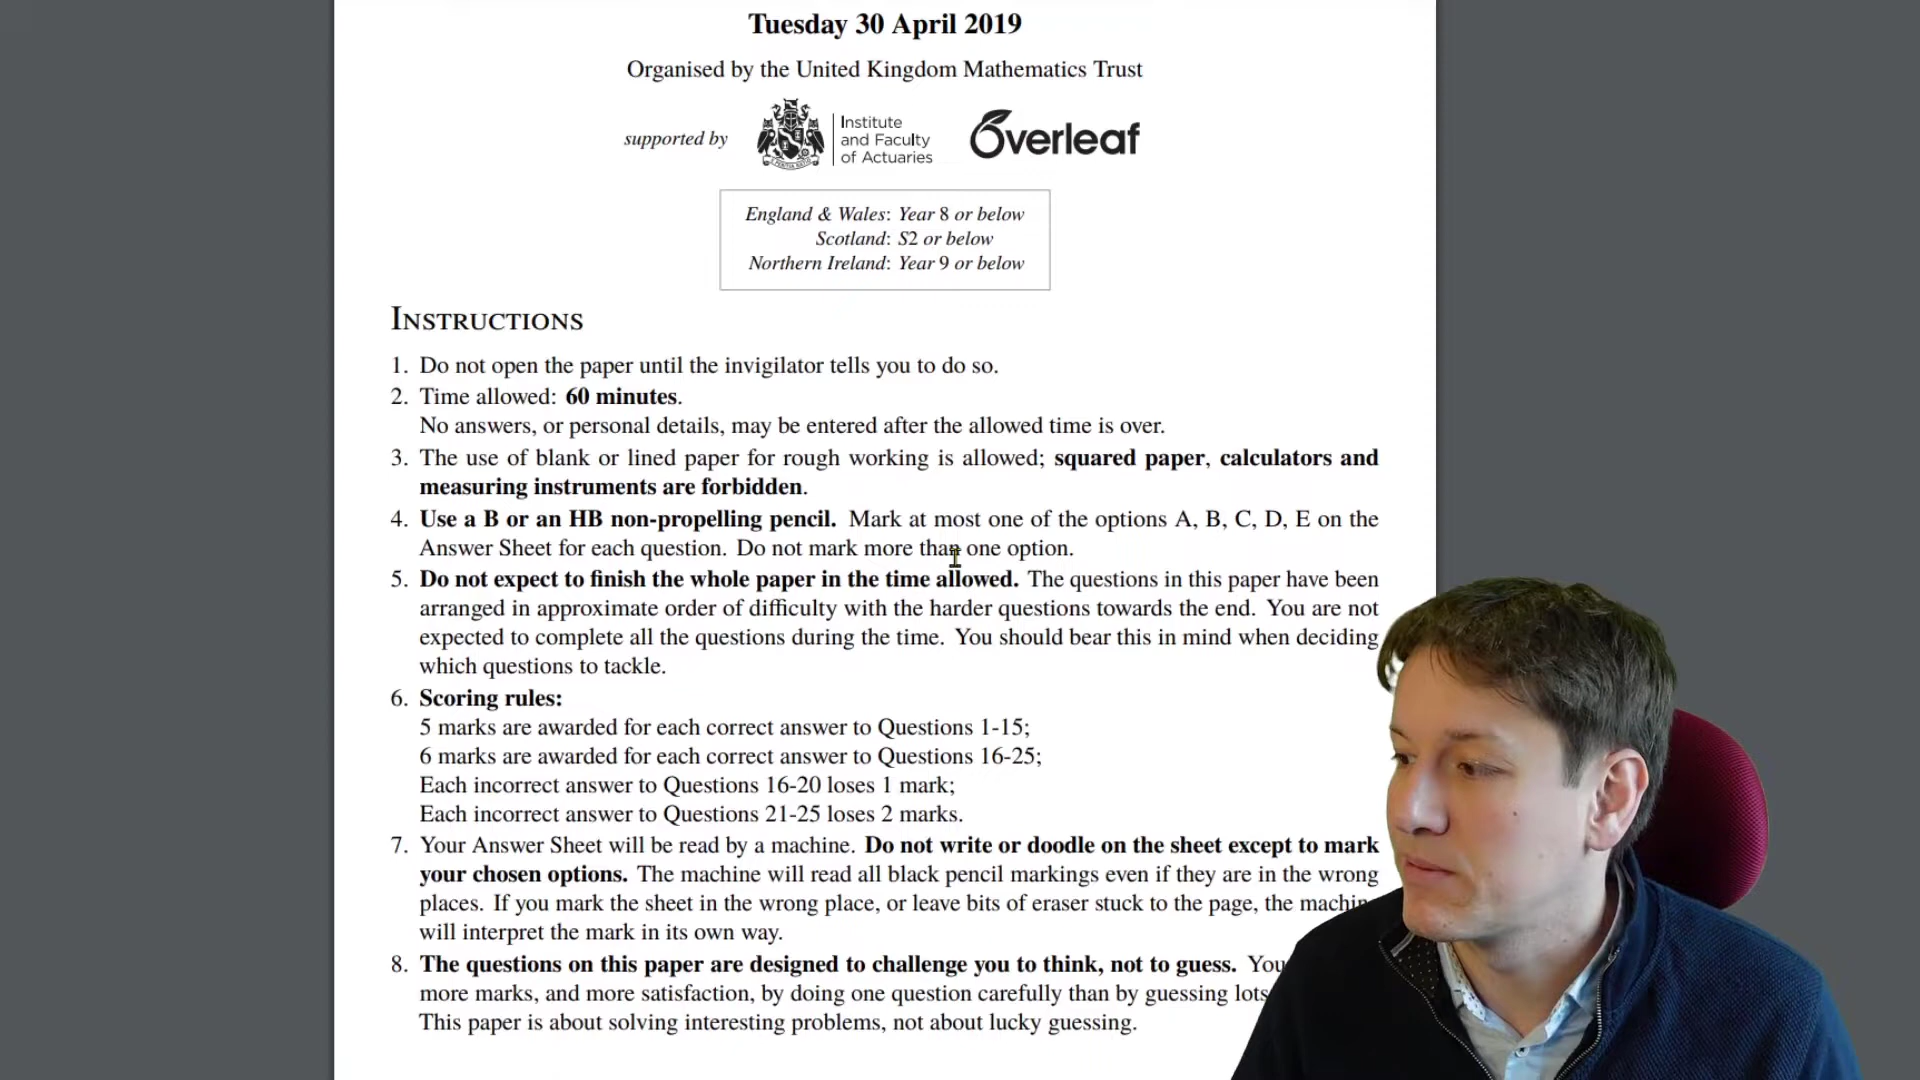 Tuesday 30 April 2019
Organised by the United Kingdom Mathematics Trust
supported by
Institute
and Faculty
of Actuaries
Overleaf
England & Wales: Year 8 or below
Scotland: S2 or below
Northern Ireland: Year 9 or below
INSTRUCTIONS
1. Do not open the paper until the invigilator tells you to do so.
2. Time allowed: 60 minutes.
No answers, or personal details, may be entered after the allowed time is over.
3. The use of blank or lined paper for rough working is allowed; squared paper, calculators and
measuring instruments are forbidden.
4. Use a B or an HB non-propelling pencil. Mark at most one of the options A, B, C, D, E on the
Answer Sheet for each question. Do not mark more than one option.
5. Do not expect to finish the whole paper in the time allowed. The questions in this paper have been
arranged in approximate order of difficulty with the harder questions towards the end. You are not
expected to complete all the questions during the time. You should bear this in mind when deciding
which questions to tackle.
6. Scoring rules:
5 marks are awarded for each correct answer to Questions 1-15;
6 marks are awarded for each correct answer to Questions 16-25;
Each incorrect answer to Questions 16-20 loses 1 mark;
Each incorrect answer to Questions 21-25 loses 2 marks.
7. Your Answer Sheet will be read by a machine. Do not write or doodle on the sheet except to mark
your chosen options. The machine will read all black pencil markings even if they are in the wrong
places. If you mark the sheet in the wrong place, or leave bits of eraser stuck to the page, the machin
will interpret the mark in its own way.
8. The questions on this paper are designed to challenge you to think, not to guess. You
more marks, and more satisfaction, by doing one question carefully than by guessing lots
This paper is about solving interesting problems, not about lucky guessing.